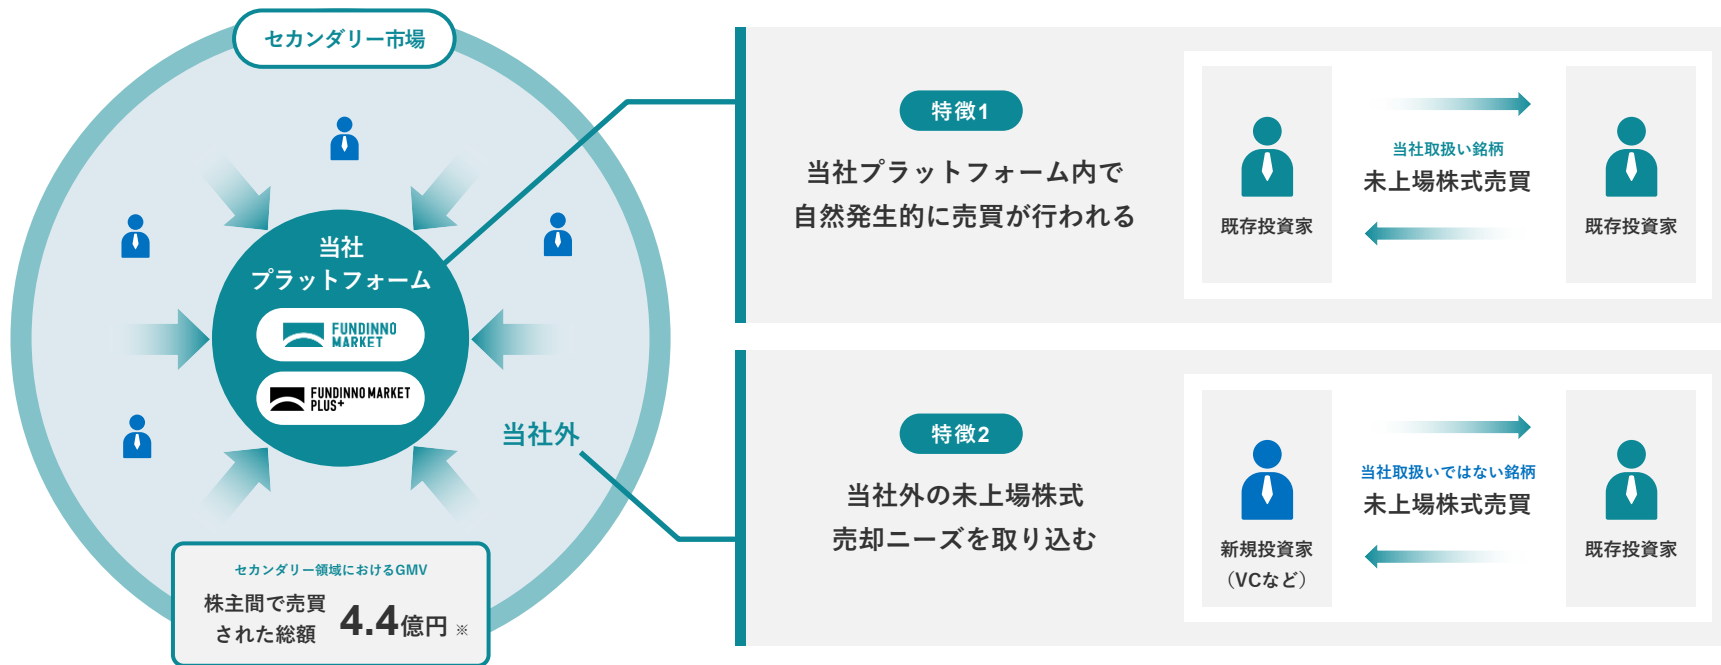 セカンダリー市場
当社
プラットフォーム
FUNDINNO
MARKET
FUNDINNO MARKET
PLUS+
当社外
セカンダリー領域におけるGMV
株主間で売買
された総額
4.4億円 ※
特徴1
当社プラットフォーム内で
自然発生的に売買が行われる
既存投資家
当社取扱い銘柄
未上場株式売買
既存投資家
特徴2
当社外の未上場株式
売却ニーズを取り込む
新規投資家
（VCなど）
当社取扱いではない銘柄
未上場株式売買
既存投資家